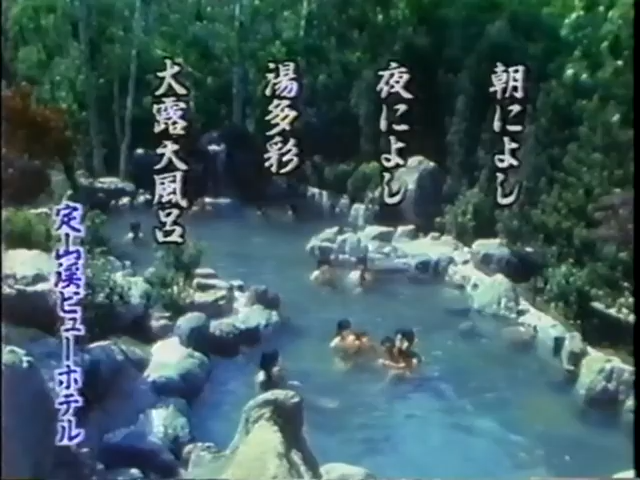 朝によし
夜によし
湯多彩
大露天風呂
定山渓ビューホテル